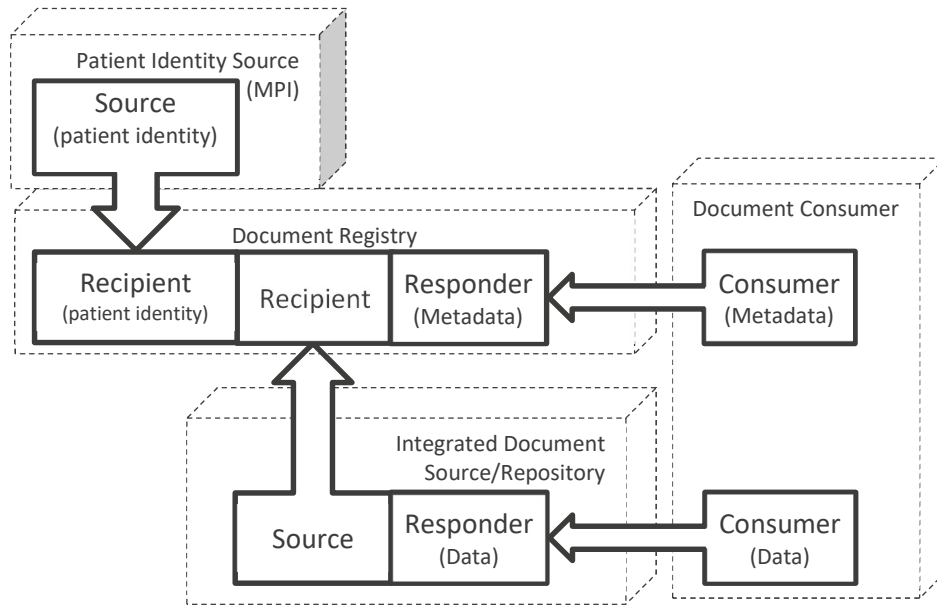 Patient Identity Source
(MPI)
Source
(patient identity)
Document Registry
Recipient
(patient identity)
Recipient
Responder
(Metadata)
Document Consumer
Consumer
(Metadata)
Integrated Document
Source/Repository
Source
Responder
(Data)
Consumer
(Data)